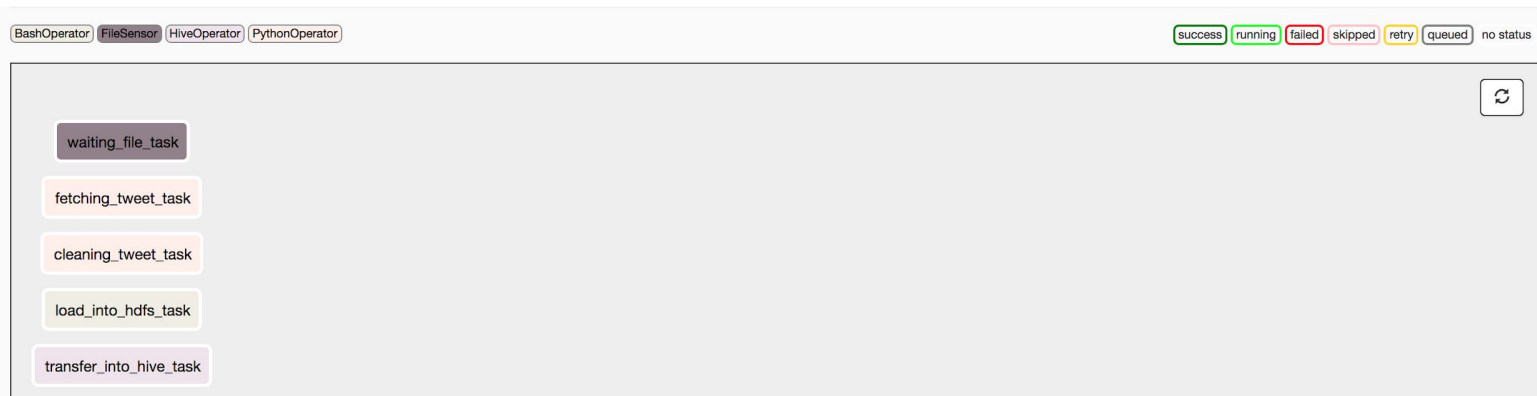 BashOperator FileSensor HiveOperator PythonOperator success running failed skipped retry queued no status
waiting_file_task
fetching_tweet_task
cleaning_tweet_task
load_into_hdfs_task
transfer_into_hive_task